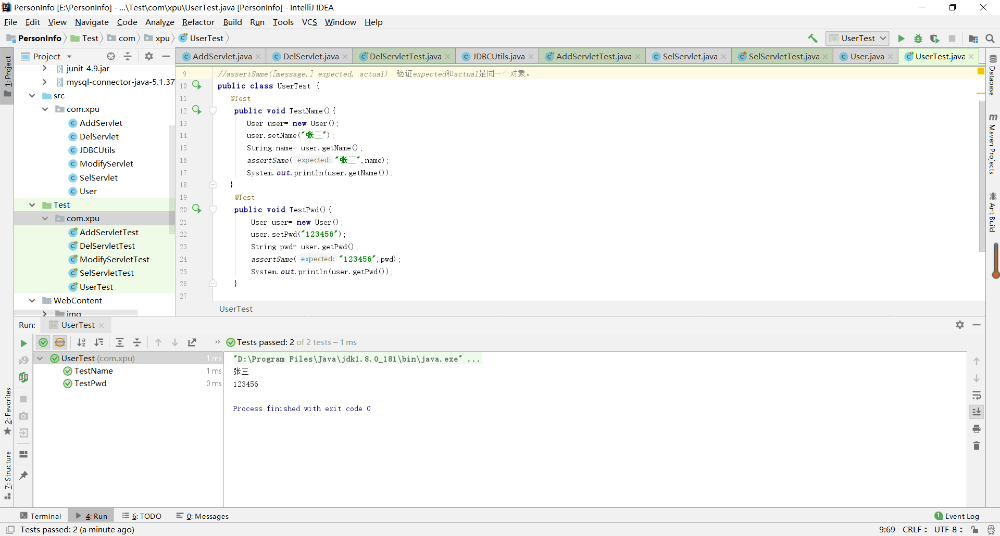 PersonInfo [E:\PersonInfo] - ...\Test\com\xpu\UserTest.java [PersonInfo] - IntelliJ IDEA
File Edit View Navigate Code Analyze Refactor Build Run Tools VCS Window Help
PersonInfo Test com xpu UserTest
UserTest
1: Project
Project
AddServlet.java DelServlet.java DelServletTest.java JDBCUtils.java AddServletTest.java SelServlet.java SelServletTest.java User.java UserTest.java
junit-4.9.jar
mysql-connector-java-5.1.37
src
com.xpu
AddServlet
DelServlet
JDBCUtils
ModifyServlet
SelServlet
User
Test
com.xpu
AddServletTest
DelServletTest
ModifyServletTest
SelServletTest
UserTest
WebContent
img
9 //assertSame([message,] expected, actual) 验证expected和actual是同一个对象。
10 public class UserTest {
11 @Test
12 public void TestName(){
13 User user= new User();
14 user.setName("张三");
15 String name= user.getName();
16 assertSame( expected: "张三",name);
17 System.out.println(user.getName());
18 }
19 @Test
20 public void TestPwd(){
21 User user= new User();
22 user.setPwd("123456");
23 String pwd= user.getPwd();
24 assertSame( expected: "123456",pwd);
25 System.out.println(user.getPwd());
26 }
27
UserTest
Database
Maven Projects
Ant Build
Run: UserTest
Tests passed: 2 of 2 tests – 1 ms
UserTest (com.xpu) 1 ms
TestName 1 ms
TestPwd 0 ms
"D:\Program Files\Java\jdk1.8.0_181\bin\java.exe" ...
张三
123456
Process finished with exit code 0
2: Favorites
7: Structure
Terminal 4: Run 6: TODO 0: Messages
1 Event Log
Tests passed: 2 (a minute ago)
9:69 CRLF UTF-8